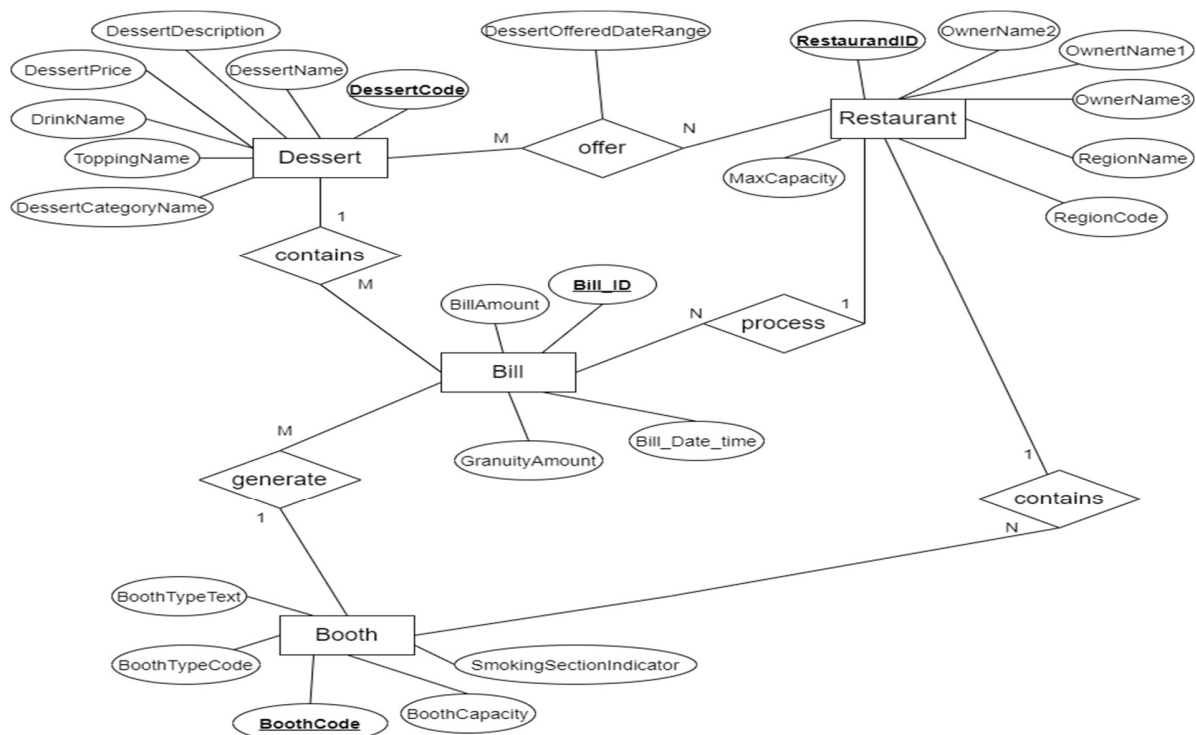 DessertDescription
DessertOfferedDateRange
RestaurandID
OwnerName2
OwnertName1
DessertPrice
DessertName
DessertCode
OwnerName3
DrinkName
Restaurant
M
N
offer
ToppingName
Dessert
RegionName
MaxCapacity
DessertCategoryName
RegionCode
1
contains
M
Bill_ID
BillAmount
N
process
1
Bill
M
GranuityAmount
Bill_Date_time
generate
1
1
contains
N
BoothTypeText
Booth
BoothTypeCode
SmokingSectionIndicator
BoothCode
BoothCapacity